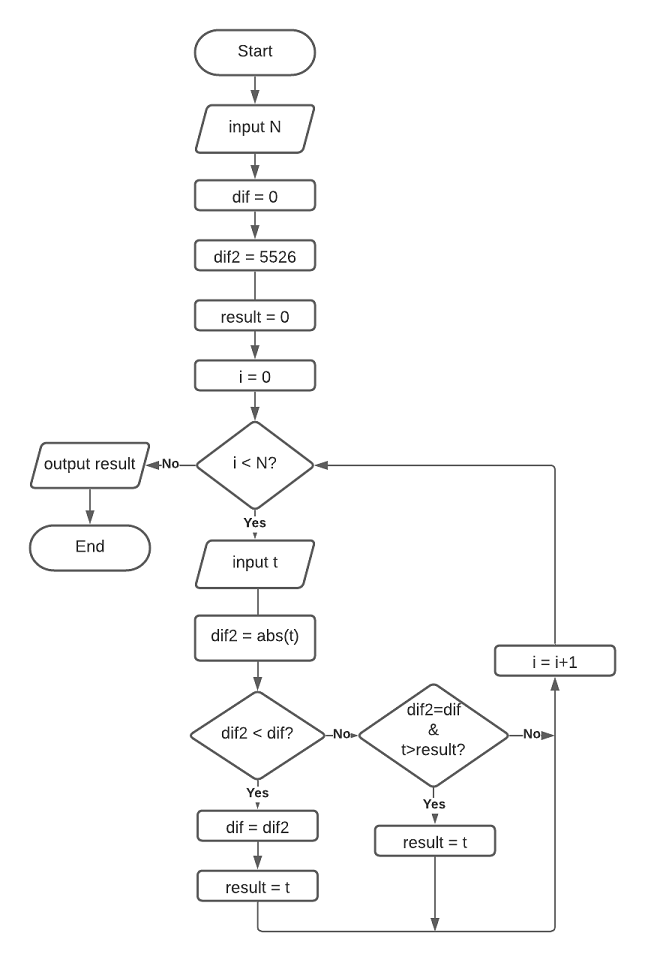 Start
input N
dif = 0
dif2 = 5526
result = 0
i = 0
i < N?
No
output result
End
Yes
input t
dif2 = abs(t)
i = i+1
dif2 < dif?
No
dif2=dif
&
t>result?
No
Yes
dif = dif2
result = t
Yes
result = t